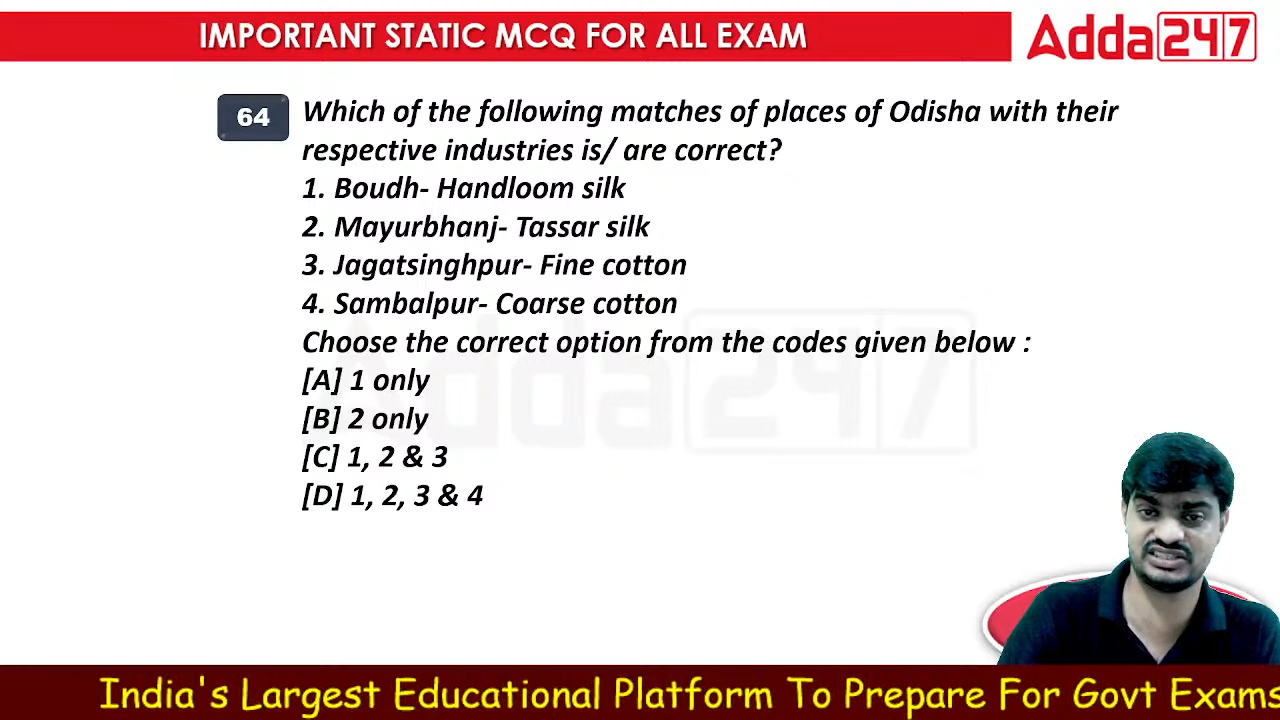 IMPORTANT STATIC MCQ FOR ALL EXAM
Adda247
64
Which of the following matches of places of Odisha with their
respective industries is/ are correct?
1. Boudh- Handloom silk
2. Mayurbhanj- Tassar silk
3. Jagatsinghpur- Fine cotton
4. Sambalpur- Coarse cotton
Choose the correct option from the codes given below :
[A] 1 only
[B] 2 only
[C] 1, 2 & 3
[D] 1, 2, 3 & 4
Adda247
India's Largest Educational Platform To Prepare For Govt Exams